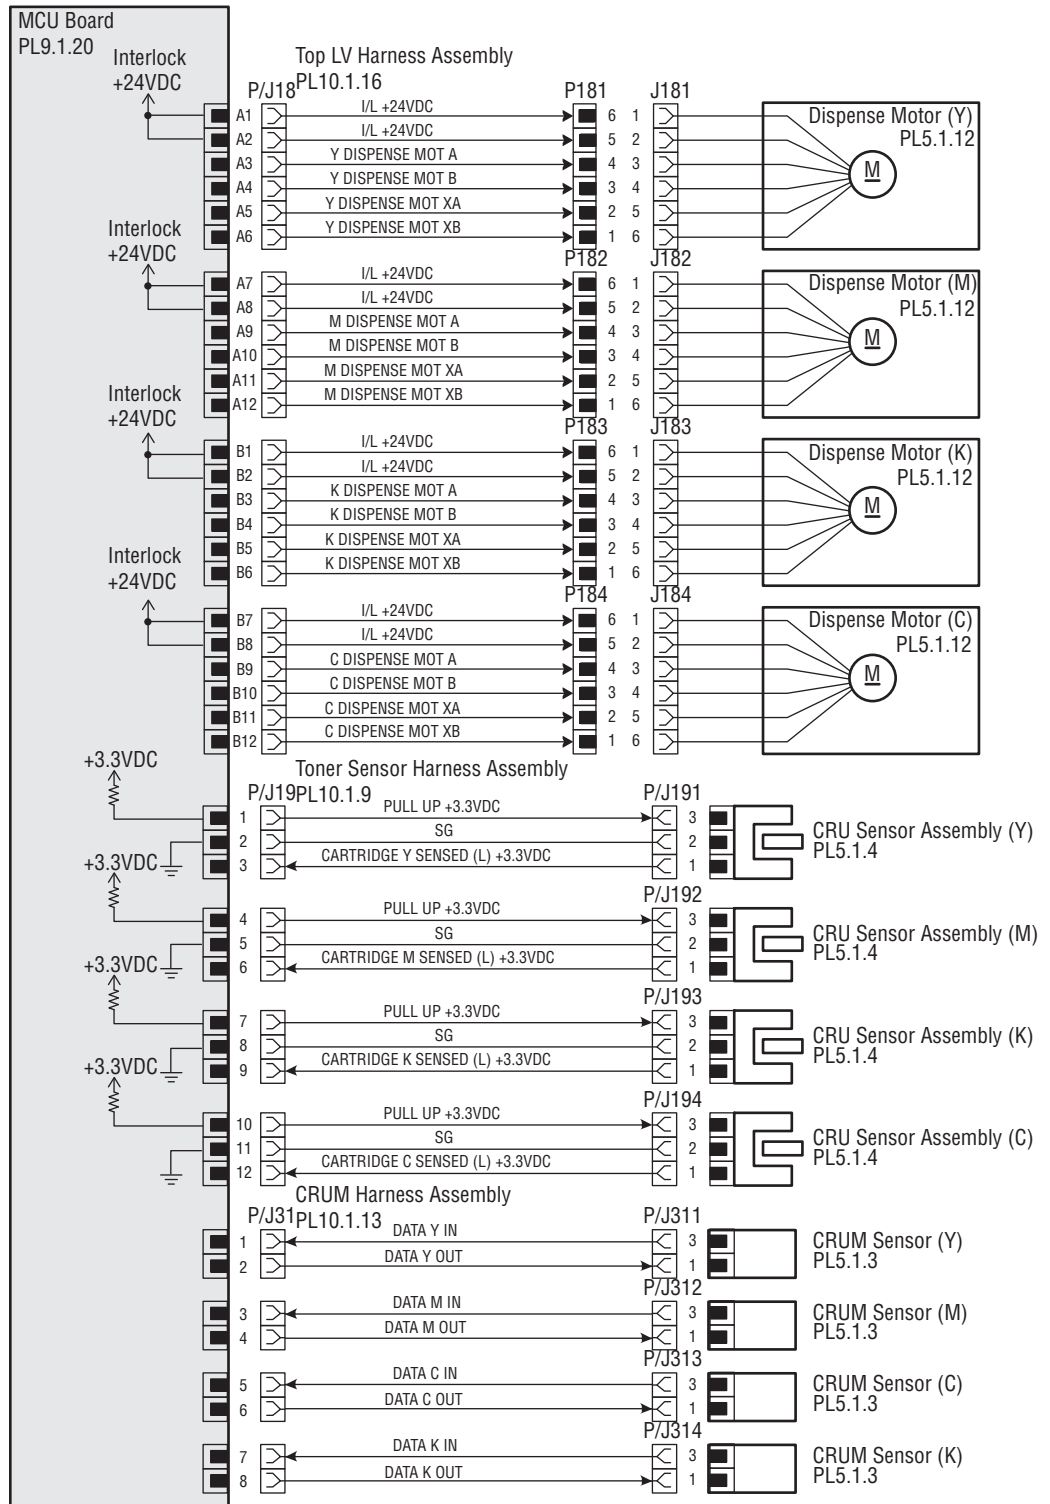 MCU Board
PL9.1.20
Interlock
+24VDC
Top LV Harness Assembly
PL10.1.16
P/J18
P181
J181
A1 I/L +24VDC 6 1
A2 I/L +24VDC 5 2
A3 Y DISPENSE MOT A 4 3
A4 Y DISPENSE MOT B 3 4
A5 Y DISPENSE MOT XA 2 5
A6 Y DISPENSE MOT XB 1 6
Dispense Motor (Y)
PL5.1.12
M
Interlock
+24VDC
P182
J182
A7 I/L +24VDC 6 1
A8 I/L +24VDC 5 2
A9 M DISPENSE MOT A 4 3
A10 M DISPENSE MOT B 3 4
A11 M DISPENSE MOT XA 2 5
A12 M DISPENSE MOT XB 1 6
Dispense Motor (M)
PL5.1.12
M
Interlock
+24VDC
P183
J183
B1 I/L +24VDC 6 1
B2 I/L +24VDC 5 2
B3 K DISPENSE MOT A 4 3
B4 K DISPENSE MOT B 3 4
B5 K DISPENSE MOT XA 2 5
B6 K DISPENSE MOT XB 1 6
Dispense Motor (K)
PL5.1.12
M
Interlock
+24VDC
P184
J184
B7 I/L +24VDC 6 1
B8 I/L +24VDC 5 2
B9 C DISPENSE MOT A 4 3
B10 C DISPENSE MOT B 3 4
B11 C DISPENSE MOT XA 2 5
B12 C DISPENSE MOT XB 1 6
Dispense Motor (C)
PL5.1.12
M
+3.3VDC
Toner Sensor Harness Assembly
PL10.1.9
P/J19
P/J191
1 PULL UP +3.3VDC 3
2 SG 2
3 CARTRIDGE Y SENSED (L) +3.3VDC 1
CRU Sensor Assembly (Y)
PL5.1.4
+3.3VDC
P/J192
4 PULL UP +3.3VDC 3
5 SG 2
6 CARTRIDGE M SENSED (L) +3.3VDC 1
CRU Sensor Assembly (M)
PL5.1.4
+3.3VDC
P/J193
7 PULL UP +3.3VDC 3
8 SG 2
9 CARTRIDGE K SENSED (L) +3.3VDC 1
CRU Sensor Assembly (K)
PL5.1.4
+3.3VDC
P/J194
10 PULL UP +3.3VDC 3
11 SG 2
12 CARTRIDGE C SENSED (L) +3.3VDC 1
CRU Sensor Assembly (C)
PL5.1.4
CRUM Harness Assembly
PL10.1.13
P/J31
P/J311
1 DATA Y IN 3
2 DATA Y OUT 1
CRUM Sensor (Y)
PL5.1.3
P/J312
3 DATA M IN 3
4 DATA M OUT 1
CRUM Sensor (M)
PL5.1.3
P/J313
5 DATA C IN 3
6 DATA C OUT 1
CRUM Sensor (C)
PL5.1.3
P/J314
7 DATA K IN 3
8 DATA K OUT 1
CRUM Sensor (K)
PL5.1.3